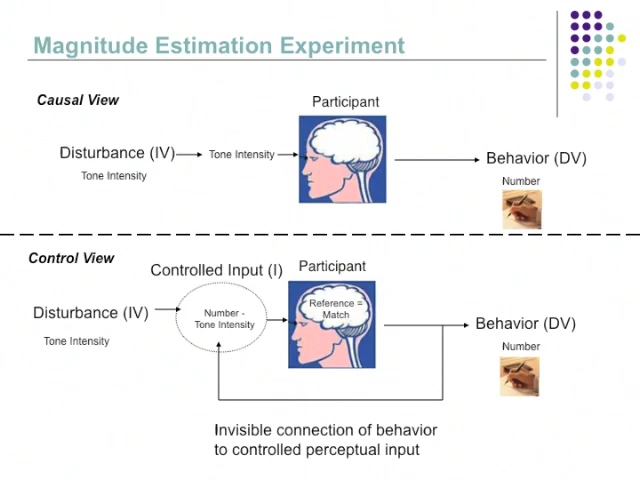 Magnitude Estimation Experiment
Causal View
Participant
Disturbance (IV)
Tone Intensity
Tone Intensity
Behavior (DV)
Number
Control View
Controlled Input (I)
Participant
Disturbance (IV)
Tone Intensity
Number -
Tone Intensity
Reference =
Match
Behavior (DV)
Number
Invisible connection of behavior
to controlled perceptual input